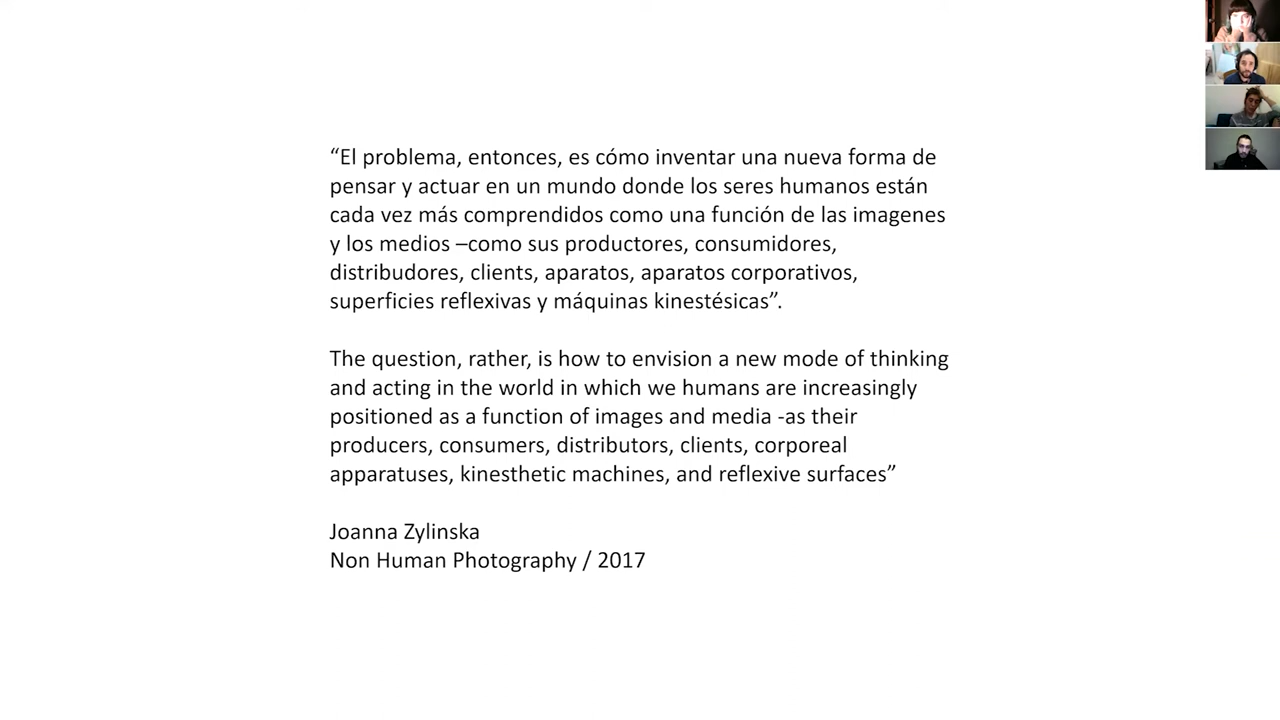 “El problema, entonces, es cómo inventar una nueva forma de
pensar y actuar en un mundo donde los seres humanos están
cada vez más comprendidos como una función de las imagenes
y los medios –como sus productores, consumidores,
distribudores, clients, aparatos, aparatos corporativos,
superficies reflexivas y máquinas kinestésicas”.
The question, rather, is how to envision a new mode of thinking
and acting in the world in which we humans are increasingly
positioned as a function of images and media -as their
producers, consumers, distributors, clients, corporeal
apparatuses, kinesthetic machines, and reflexive surfaces”
Joanna Zylinska
Non Human Photography / 2017